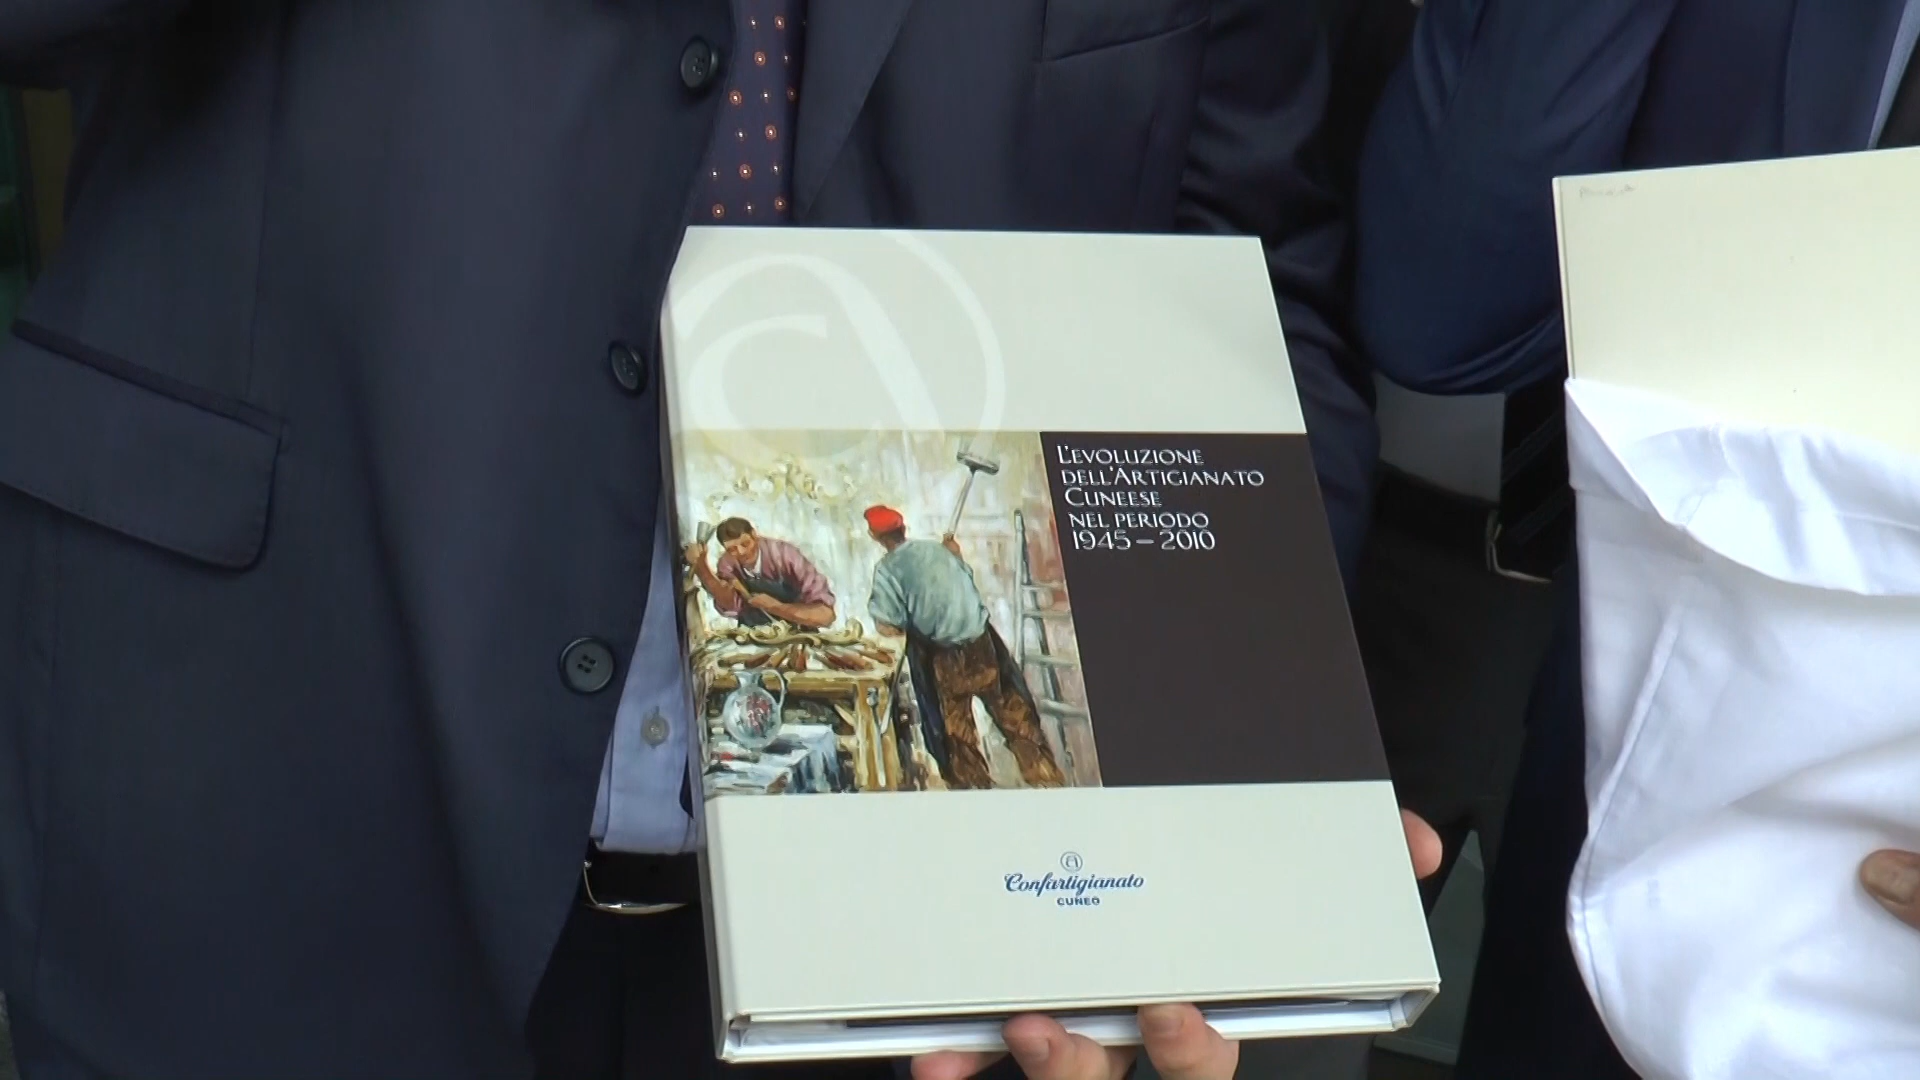 L'EVOLUZIONE
DELL'ARTIGIANATO
CUNEESE
NEL PERIODO
1945 – 2010
Confartigianato
CUNEO